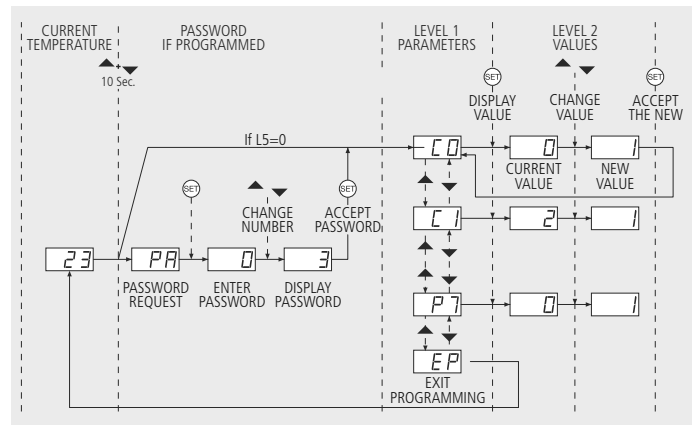 CURRENT
TEMPERATURE
PASSWORD
IF PROGRAMMED
LEVEL 1
PARAMETERS
LEVEL 2
VALUES
+
10 Sec.
SET
SET
DISPLAY
VALUE
CHANGE
VALUE
ACCEPT
THE NEW
If L5=0
C0
0
1
CURRENT
VALUE
NEW
VALUE
SET
SET
CHANGE
NUMBER
ACCEPT
PASSWORD
C1
2
1
23
PA
0
3
PASSWORD
REQUEST
ENTER
PASSWORD
DISPLAY
PASSWORD
P7
0
1
EP
EXIT
PROGRAMMING